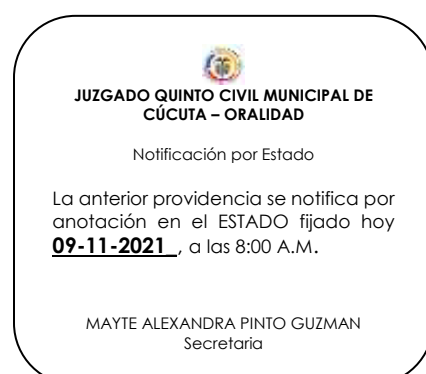 JUZGADO QUINTO CIVIL MUNICIPAL DE
CÚCUTA – ORALIDAD
Notificación por Estado
La anterior providencia se notifica por
anotación en el ESTADO fijado hoy
09-11-2021_, a las 8:00 A.M.
MAYTE ALEXANDRA PINTO GUZMAN
Secretaria